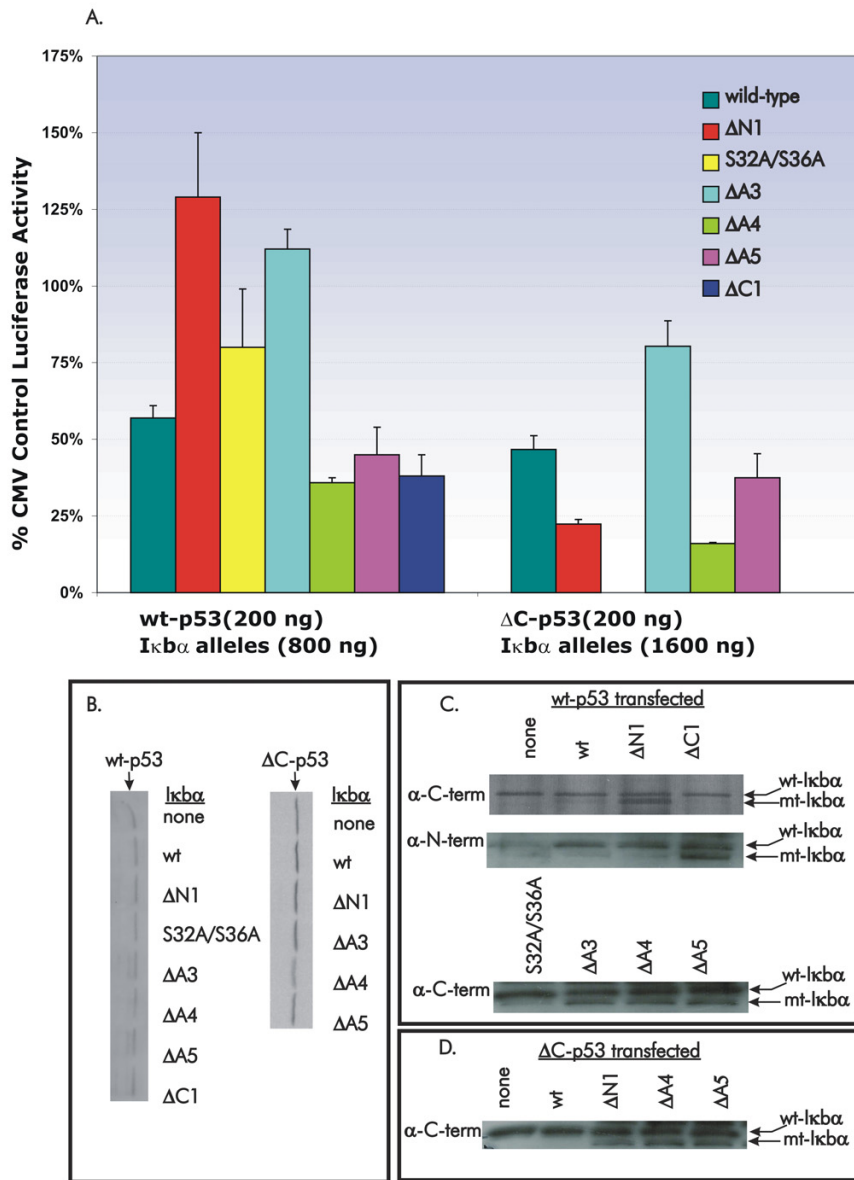 A.
175%
150%
125%
100%
75%
50%
25%
0%
% CMV Control Luciferase Activity
wild-type
ΔN1
S32A/S36A
ΔA3
ΔA4
ΔA5
ΔC1
wt-p53(200 ng)
Iκbα alleles (800 ng)
ΔC-p53(200 ng)
Iκbα alleles (1600 ng)
B.
wt-p53
Iκbα
none
wt
ΔN1
S32A/S36A
ΔA3
ΔA4
ΔA5
ΔC1
ΔC-p53
Iκbα
none
wt
ΔN1
ΔA3
ΔA4
ΔA5
C.
wt-p53 transfected
none
wt
ΔN1
ΔC1
α-C-term
wt-Iκbα
mt-Iκbα
α-N-term
wt-Iκbα
mt-Iκbα
S32A/S36A
ΔA3
ΔA4
ΔA5
α-C-term
wt-Iκbα
mt-Iκbα
D.
ΔC-p53 transfected
none
wt
ΔN1
ΔA4
ΔA5
α-C-term
wt-Iκbα
mt-Iκbα